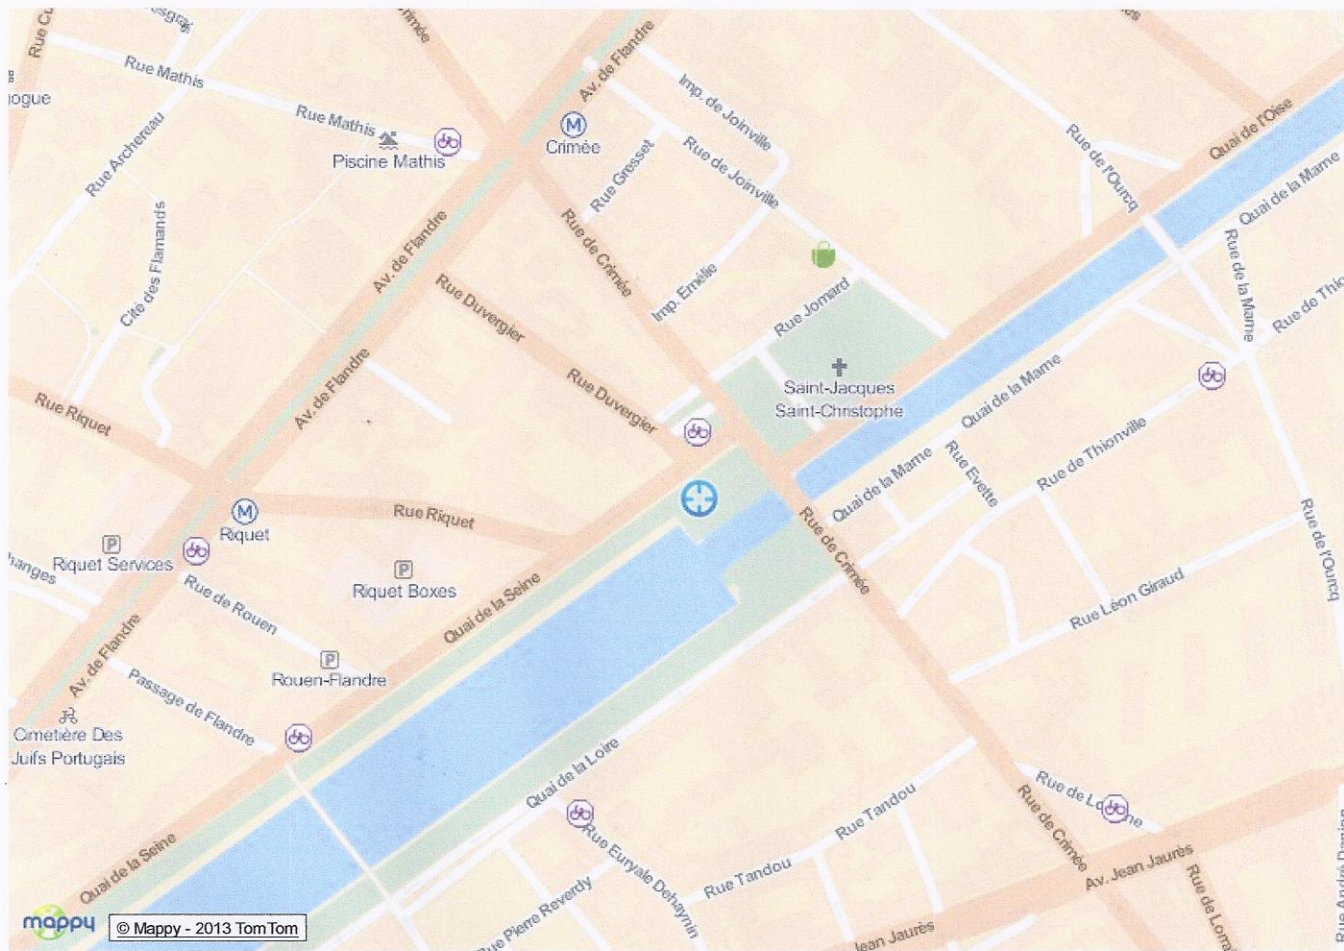 Rue Mathis
Rue Mathis
Piscine Mathis
Rue Archereau
Cité des Flamands
Crimée
Av. de Flandre
Imp. de Joinville
Rue de Joinville
Rue Grosset
Imp. Emélie
Rue de Crimée
Rue Jomard
Av. de Flandre
Rue Duvergier
Rue Duvergier
Av. de Flandre
Saint-Jacques
Saint-Christophe
Rue de l'Ourcq
Quai de l'Oise
Quai de la Marne
Rue de la Marne
Quai de la Marne
Quai de la Marne
Rue Evette
Rue de Thionville
Rue Riquet
Riquet
Rue Riquet
P
Riquet Services
P
Riquet Boxes
Rue de Rouen
P
Rouen-Flandre
Quai de la Seine
Rue de Crimée
Rue Léon Giraud
Rue de l'Ourcq
Av. de Flandre
Passage de Flandre
Cimetière Des
Juifs Portugais
Quai de la Loire
Quai de la Seine
Rue Euryale Dehaynin
Rue Pierre Reverdy
Rue Tandou
Rue Tandou
Rue de Crimée
Av. Jean Jaurès
Jean Jaurès
M
M
mappy
© Mappy - 2013 TomTom